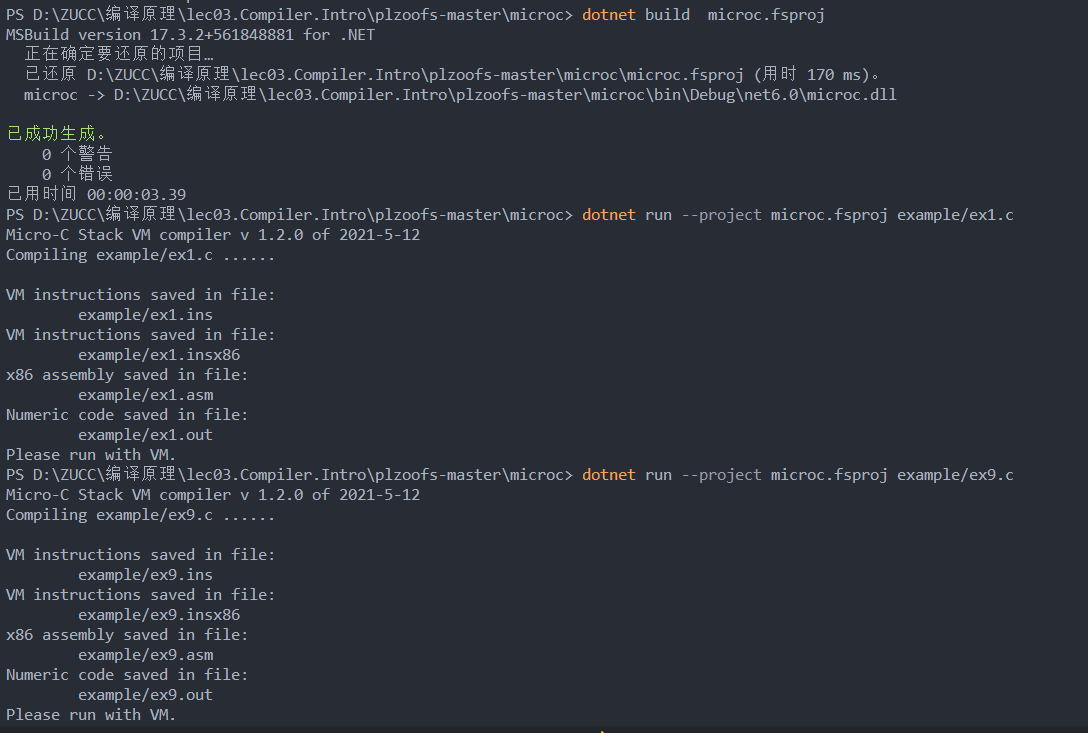 PS D:\ZUCC\编译原理\lec03.Compiler.Intro\plzoofs-master\microc> dotnet build  microc.fsproj
MSBuild version 17.3.2+561848881 for .NET
  正在确定要还原的项目…
  已还原 D:\ZUCC\编译原理\lec03.Compiler.Intro\plzoofs-master\microc\microc.fsproj (用时 170 ms)。
  microc -> D:\ZUCC\编译原理\lec03.Compiler.Intro\plzoofs-master\microc\bin\Debug\net6.0\microc.dll
已成功生成。
    0 个警告
    0 个错误
已用时间 00:00:03.39
PS D:\ZUCC\编译原理\lec03.Compiler.Intro\plzoofs-master\microc> dotnet run --project microc.fsproj example/ex1.c
Micro-C Stack VM compiler v 1.2.0 of 2021-5-12
Compiling example/ex1.c ......
VM instructions saved in file:
        example/ex1.ins
VM instructions saved in file:
        example/ex1.insx86
x86 assembly saved in file:
        example/ex1.asm
Numeric code saved in file:
        example/ex1.out
Please run with VM.
PS D:\ZUCC\编译原理\lec03.Compiler.Intro\plzoofs-master\microc> dotnet run --project microc.fsproj example/ex9.c
Micro-C Stack VM compiler v 1.2.0 of 2021-5-12
Compiling example/ex9.c ......
VM instructions saved in file:
        example/ex9.ins
VM instructions saved in file:
        example/ex9.insx86
x86 assembly saved in file:
        example/ex9.asm
Numeric code saved in file:
        example/ex9.out
Please run with VM.